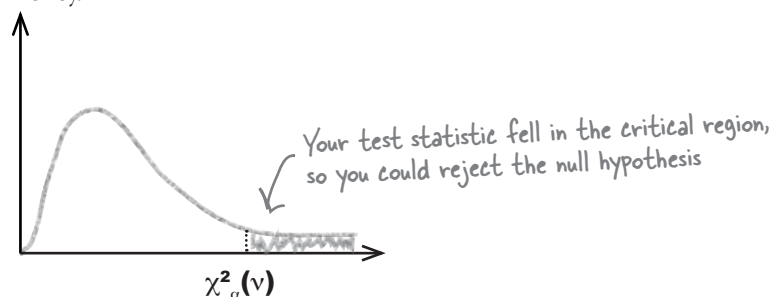 Your test statistic fell in the critical region,
so you could reject the null hypothesis
χ²α(ν)